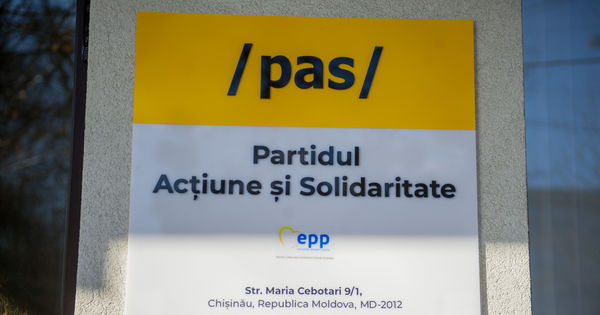 /pas/
Partidul
Acțiune și Solidaritate
epp
Str. Maria Cebotari 9/1,
Chișinău, Republica Moldova, MD-2012